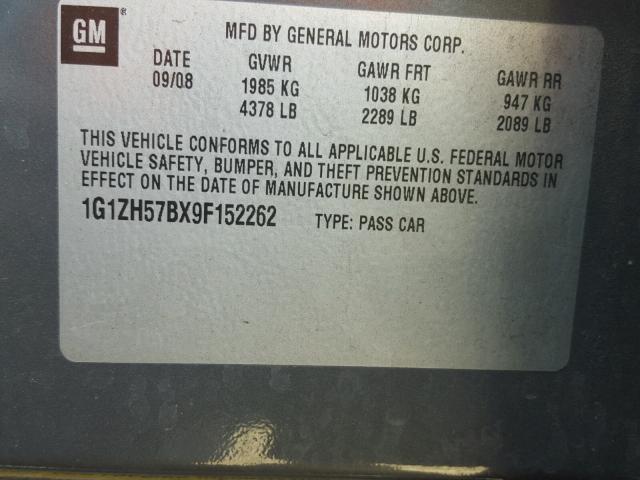 GM® MFD BY GENERAL MOTORS CORP.
DATE GVWR GAWR FRT GAWR RR
09/08 1985 KG 1038 KG 947 KG
4378 LB 2289 LB 2089 LB
THIS VEHICLE CONFORMS TO ALL APPLICABLE U.S. FEDERAL MOTOR
VEHICLE SAFETY, BUMPER, AND THEFT PREVENTION STANDARDS IN
EFFECT ON THE DATE OF MANUFACTURE SHOWN ABOVE.
1G1ZH57BX9F152262 TYPE: PASS CAR